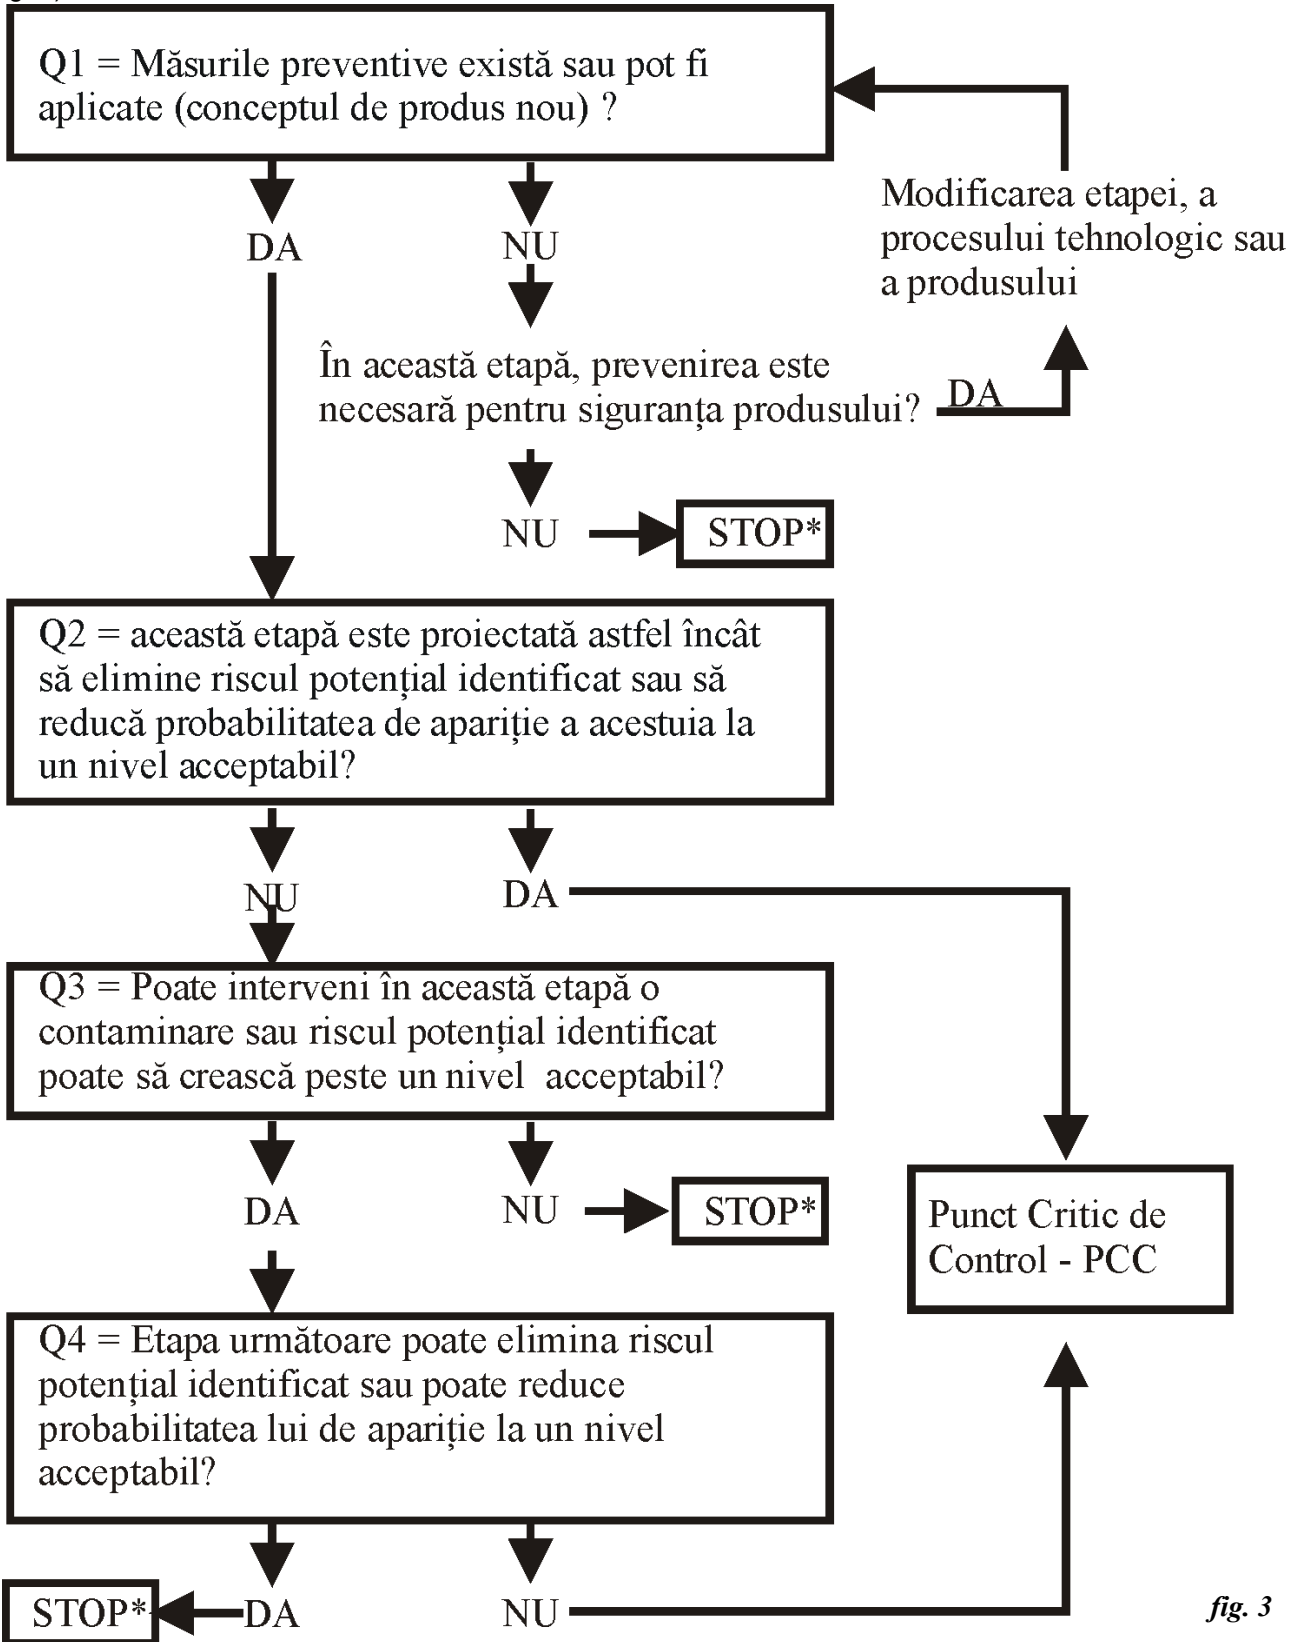 Q1 = Măsurile preventive există sau pot fi
aplicate (conceptul de produs nou) ?
DA
NU
Modificarea etapei, a
procesului tehnologic sau
a produsului
În această etapă, prevenirea este
necesară pentru siguranța produsului?
DA
NU
STOP*
Q2 = această etapă este proiectată astfel încât
să elimine riscul potențial identificat sau să
reducă probabilitatea de apariție a acestuia la
un nivel acceptabil?
NU
DA
Q3 = Poate interveni în această etapă o
contaminare sau riscul potențial identificat
poate să crească peste un nivel acceptabil?
DA
NU
STOP*
Punct Critic de
Control - PCC
Q4 = Etapa următoare poate elimina riscul
potențial identificat sau poate reduce
probabilitatea lui de apariție la un nivel
acceptabil?
STOP*
DA
NU
fig. 3